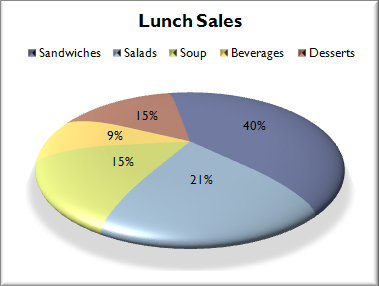 Lunch Sales
Sandwiches Salads Soup Beverages Desserts
15%
40%
9%
15%
21%